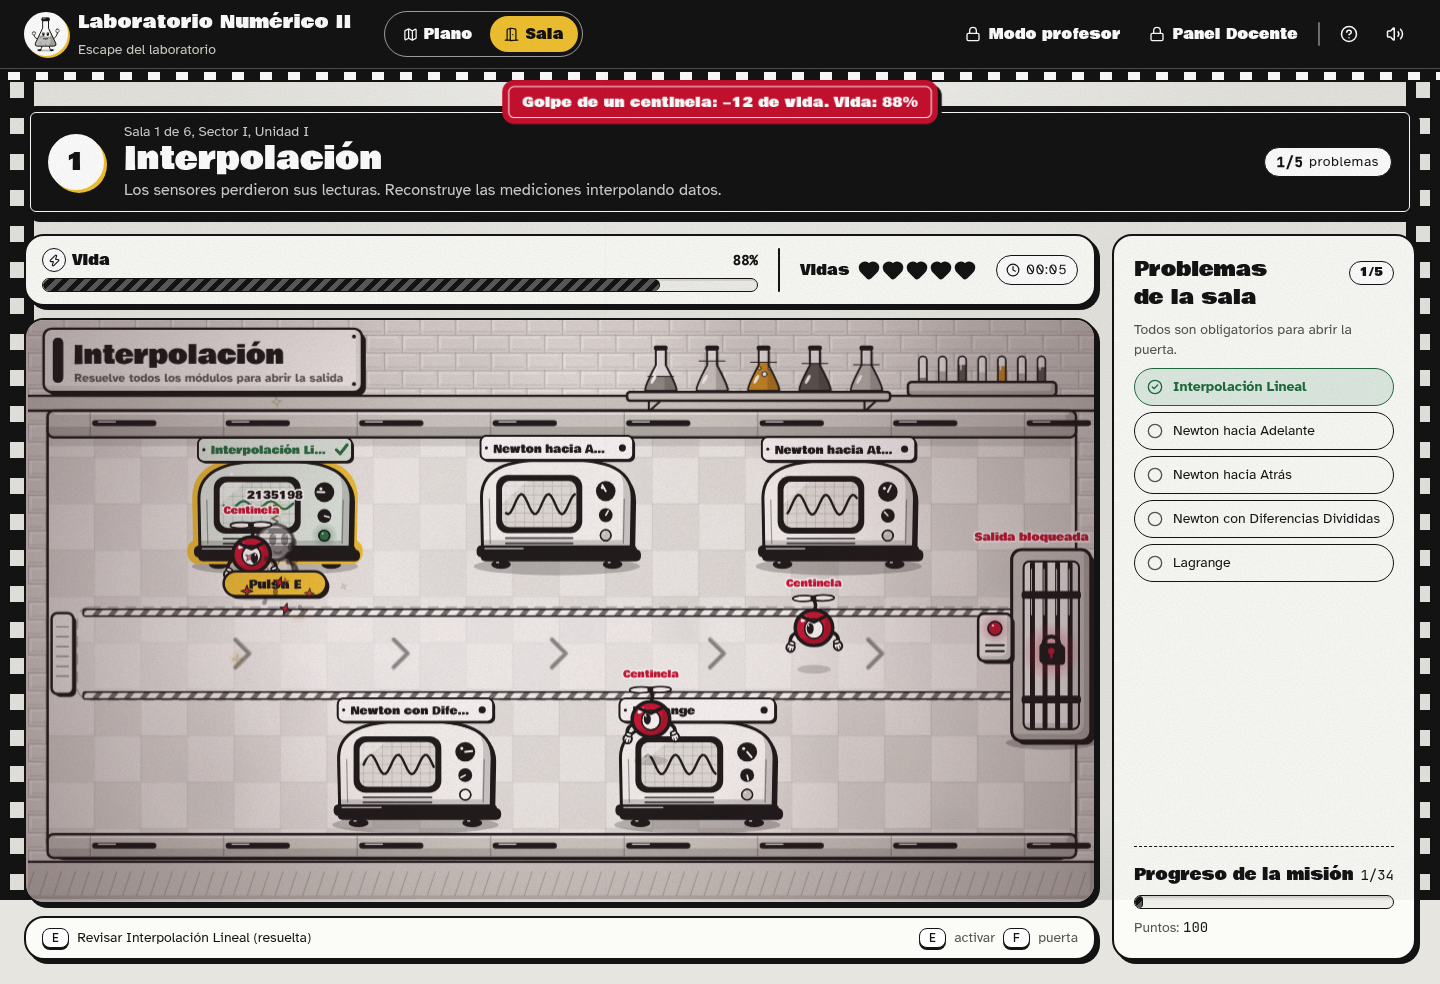 Laboratorio Numérico II
Escape del laboratorio
Plano
Sala
Modo profesor
Panel Docente
Golpe de un centinela: −12 de vida. Vida: 88%
1
Sala 1 de 6, Sector I, Unidad I
Interpolación
Los sensores perdieron sus lecturas. Reconstruye las mediciones interpolando datos.
1/5 problemas
Vida
88%
Vidas
00:05
Interpolación
Resuelve todos los módulos para abrir la salida
Interpolación Li...
Newton hacia A...
Newton hacia At...
2135198
Centinela
Pulsa E
Salida bloqueada
Centinela
Centinela
Newton con Dife...
Problemas
de la sala
1/5
Todos son obligatorios para abrir la
puerta.
Interpolación Lineal
Newton hacia Adelante
Newton hacia Atrás
Newton con Diferencias Divididas
Lagrange
Progreso de la misión 1/34
Puntos: 100
E Revisar Interpolación Lineal (resuelta)
E activar F puerta